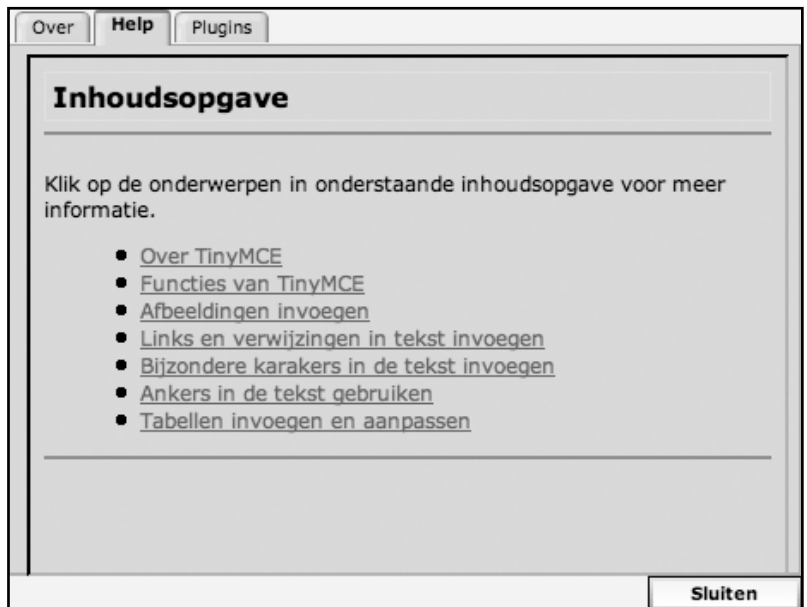 Over Help Plugins
Inhoudsopgave
Klik op de onderwerpen in onderstaande inhoudsopgave voor meer
informatie.
Over TinyMCE
Functies van TinyMCE
Afbeeldingen invoegen
Links en verwijzingen in tekst invoegen
Bijzondere karakers in de tekst invoegen
Ankers in de tekst gebruiken
Tabellen invoegen en aanpassen
Sluiten